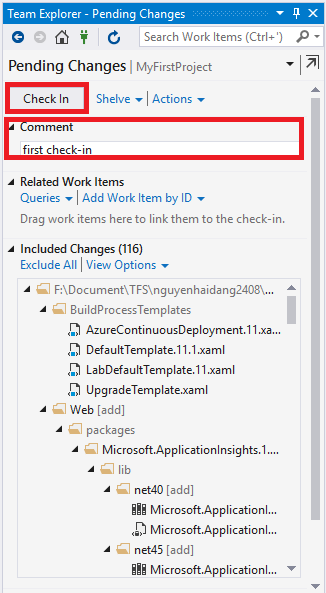 Team Explorer - Pending Changes
Search Work Items (Ctrl+')
Pending Changes | MyFirstProject
Check In Shelve | Actions
Comment
first check-in
Related Work Items
Queries | Add Work Item by ID
Drag work items here to link them to the check-in.
Included Changes (116)
Exclude All | View Options
F:\Document\TFS\nguyenhaidang2408\...
BuildProcessTemplates
AzureContinuousDeployment.11.xa...
DefaultTemplate.11.1.xaml
LabDefaultTemplate.11.xaml
UpgradeTemplate.xaml
Web [add]
packages
Microsoft.ApplicationInsights.1....
lib
net40 [add]
Microsoft.ApplicationI...
Microsoft.ApplicationI...
net45 [add]
Microsoft.ApplicationI...